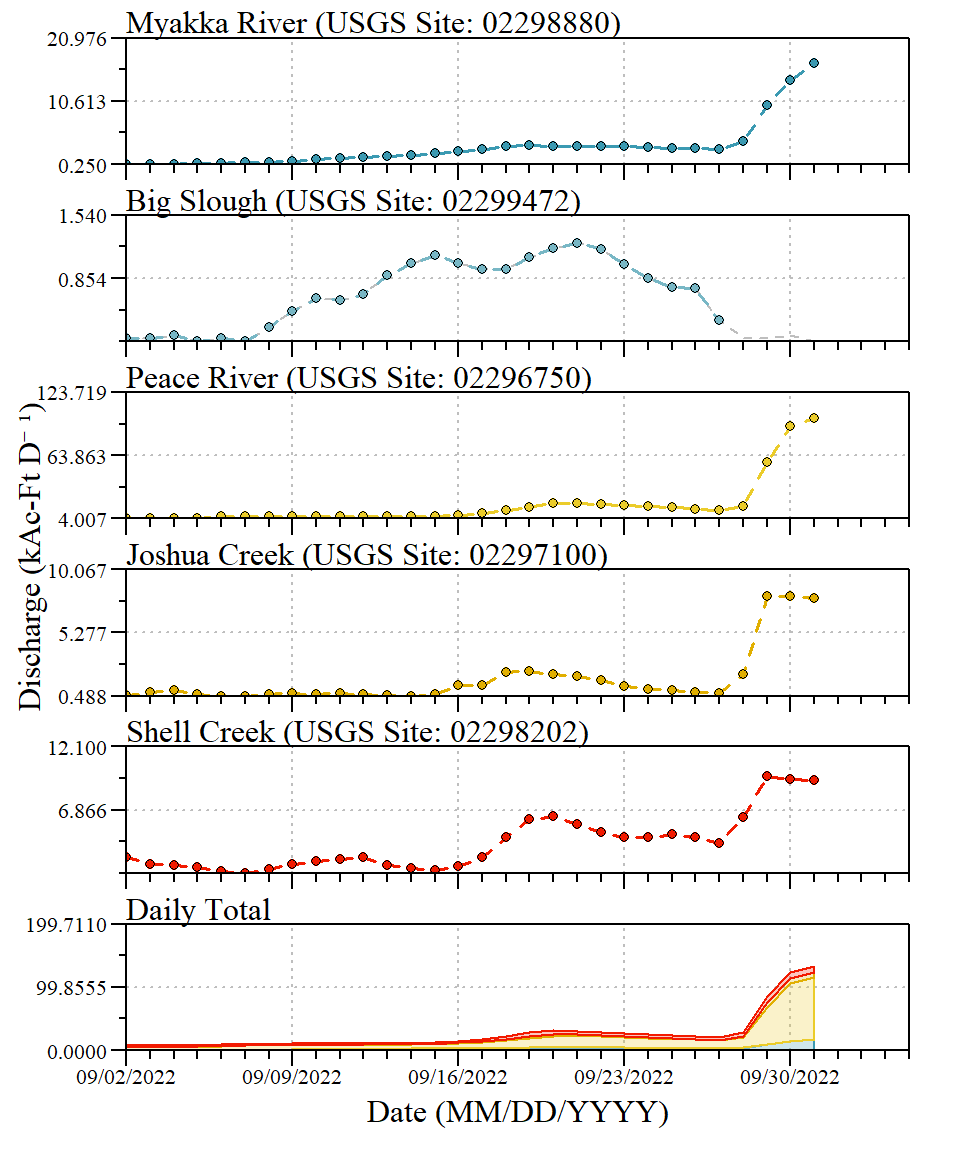 Myakka River (USGS Site: 02298880)
20.976
10.613
0.250
Big Slough (USGS Site: 02299472)
1.540
0.854
Peace River (USGS Site: 02296750)
123.719
63.863
4.007
Joshua Creek (USGS Site: 02297100)
10.067
5.277
0.488
Shell Creek (USGS Site: 02298202)
12.100
6.866
Daily Total
199.7110
99.8555
0.0000
09/02/2022 09/09/2022 09/16/2022 09/23/2022 09/30/2022
Date (MM/DD/YYYY)
Discharge (kAc-Ft D⁻¹)